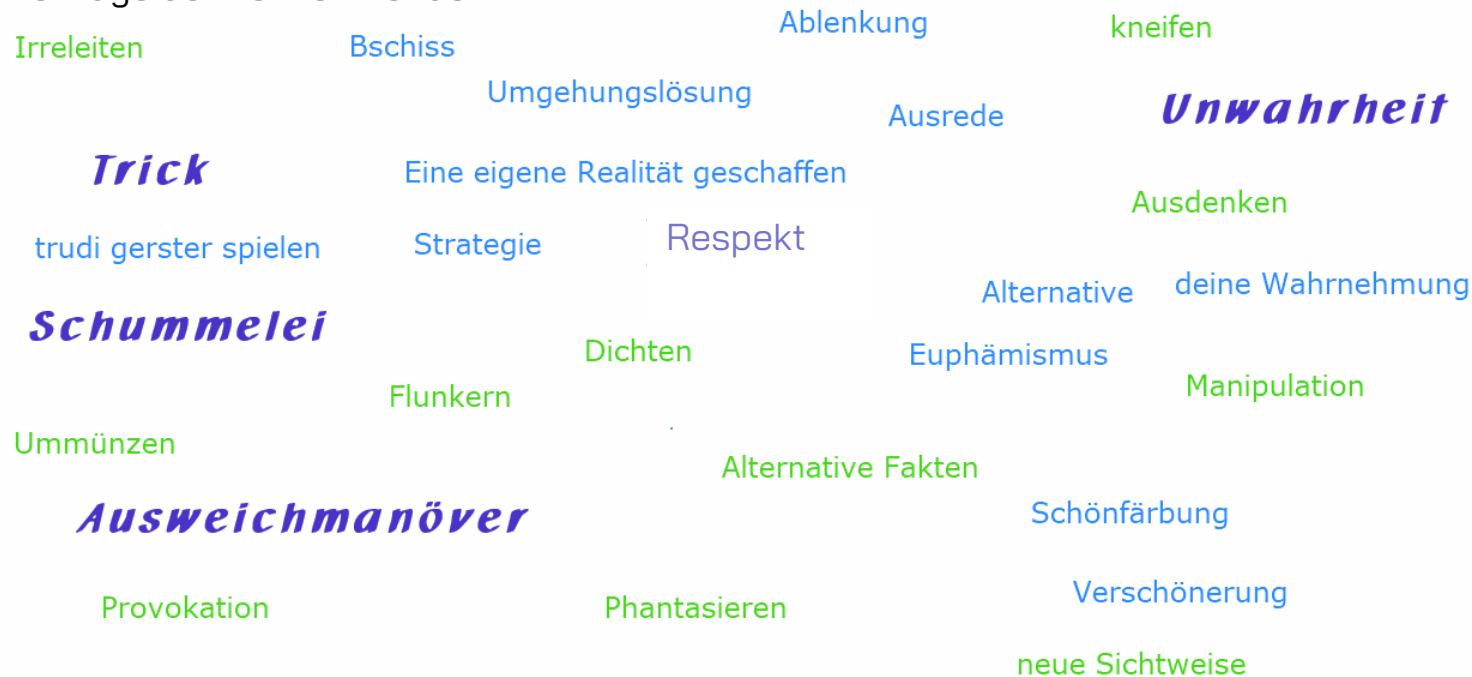 Ablenkung
kneifen
Irreleiten
Bschiss
Umgehungslösung
Ausrede
Unwahrheit
Trick
Eine eigene Realität geschaffen
Ausdenken
trudi gerster spielen
Strategie
Respekt
Alternative
deine Wahrnehmung
Schummelei
Dichten
Euphämismus
Flunkern
Manipulation
Ummünzen
Alternative Fakten
Ausweichmanöver
Schönfärbung
Provokation
Phantasieren
Verschönerung
neue Sichtweise